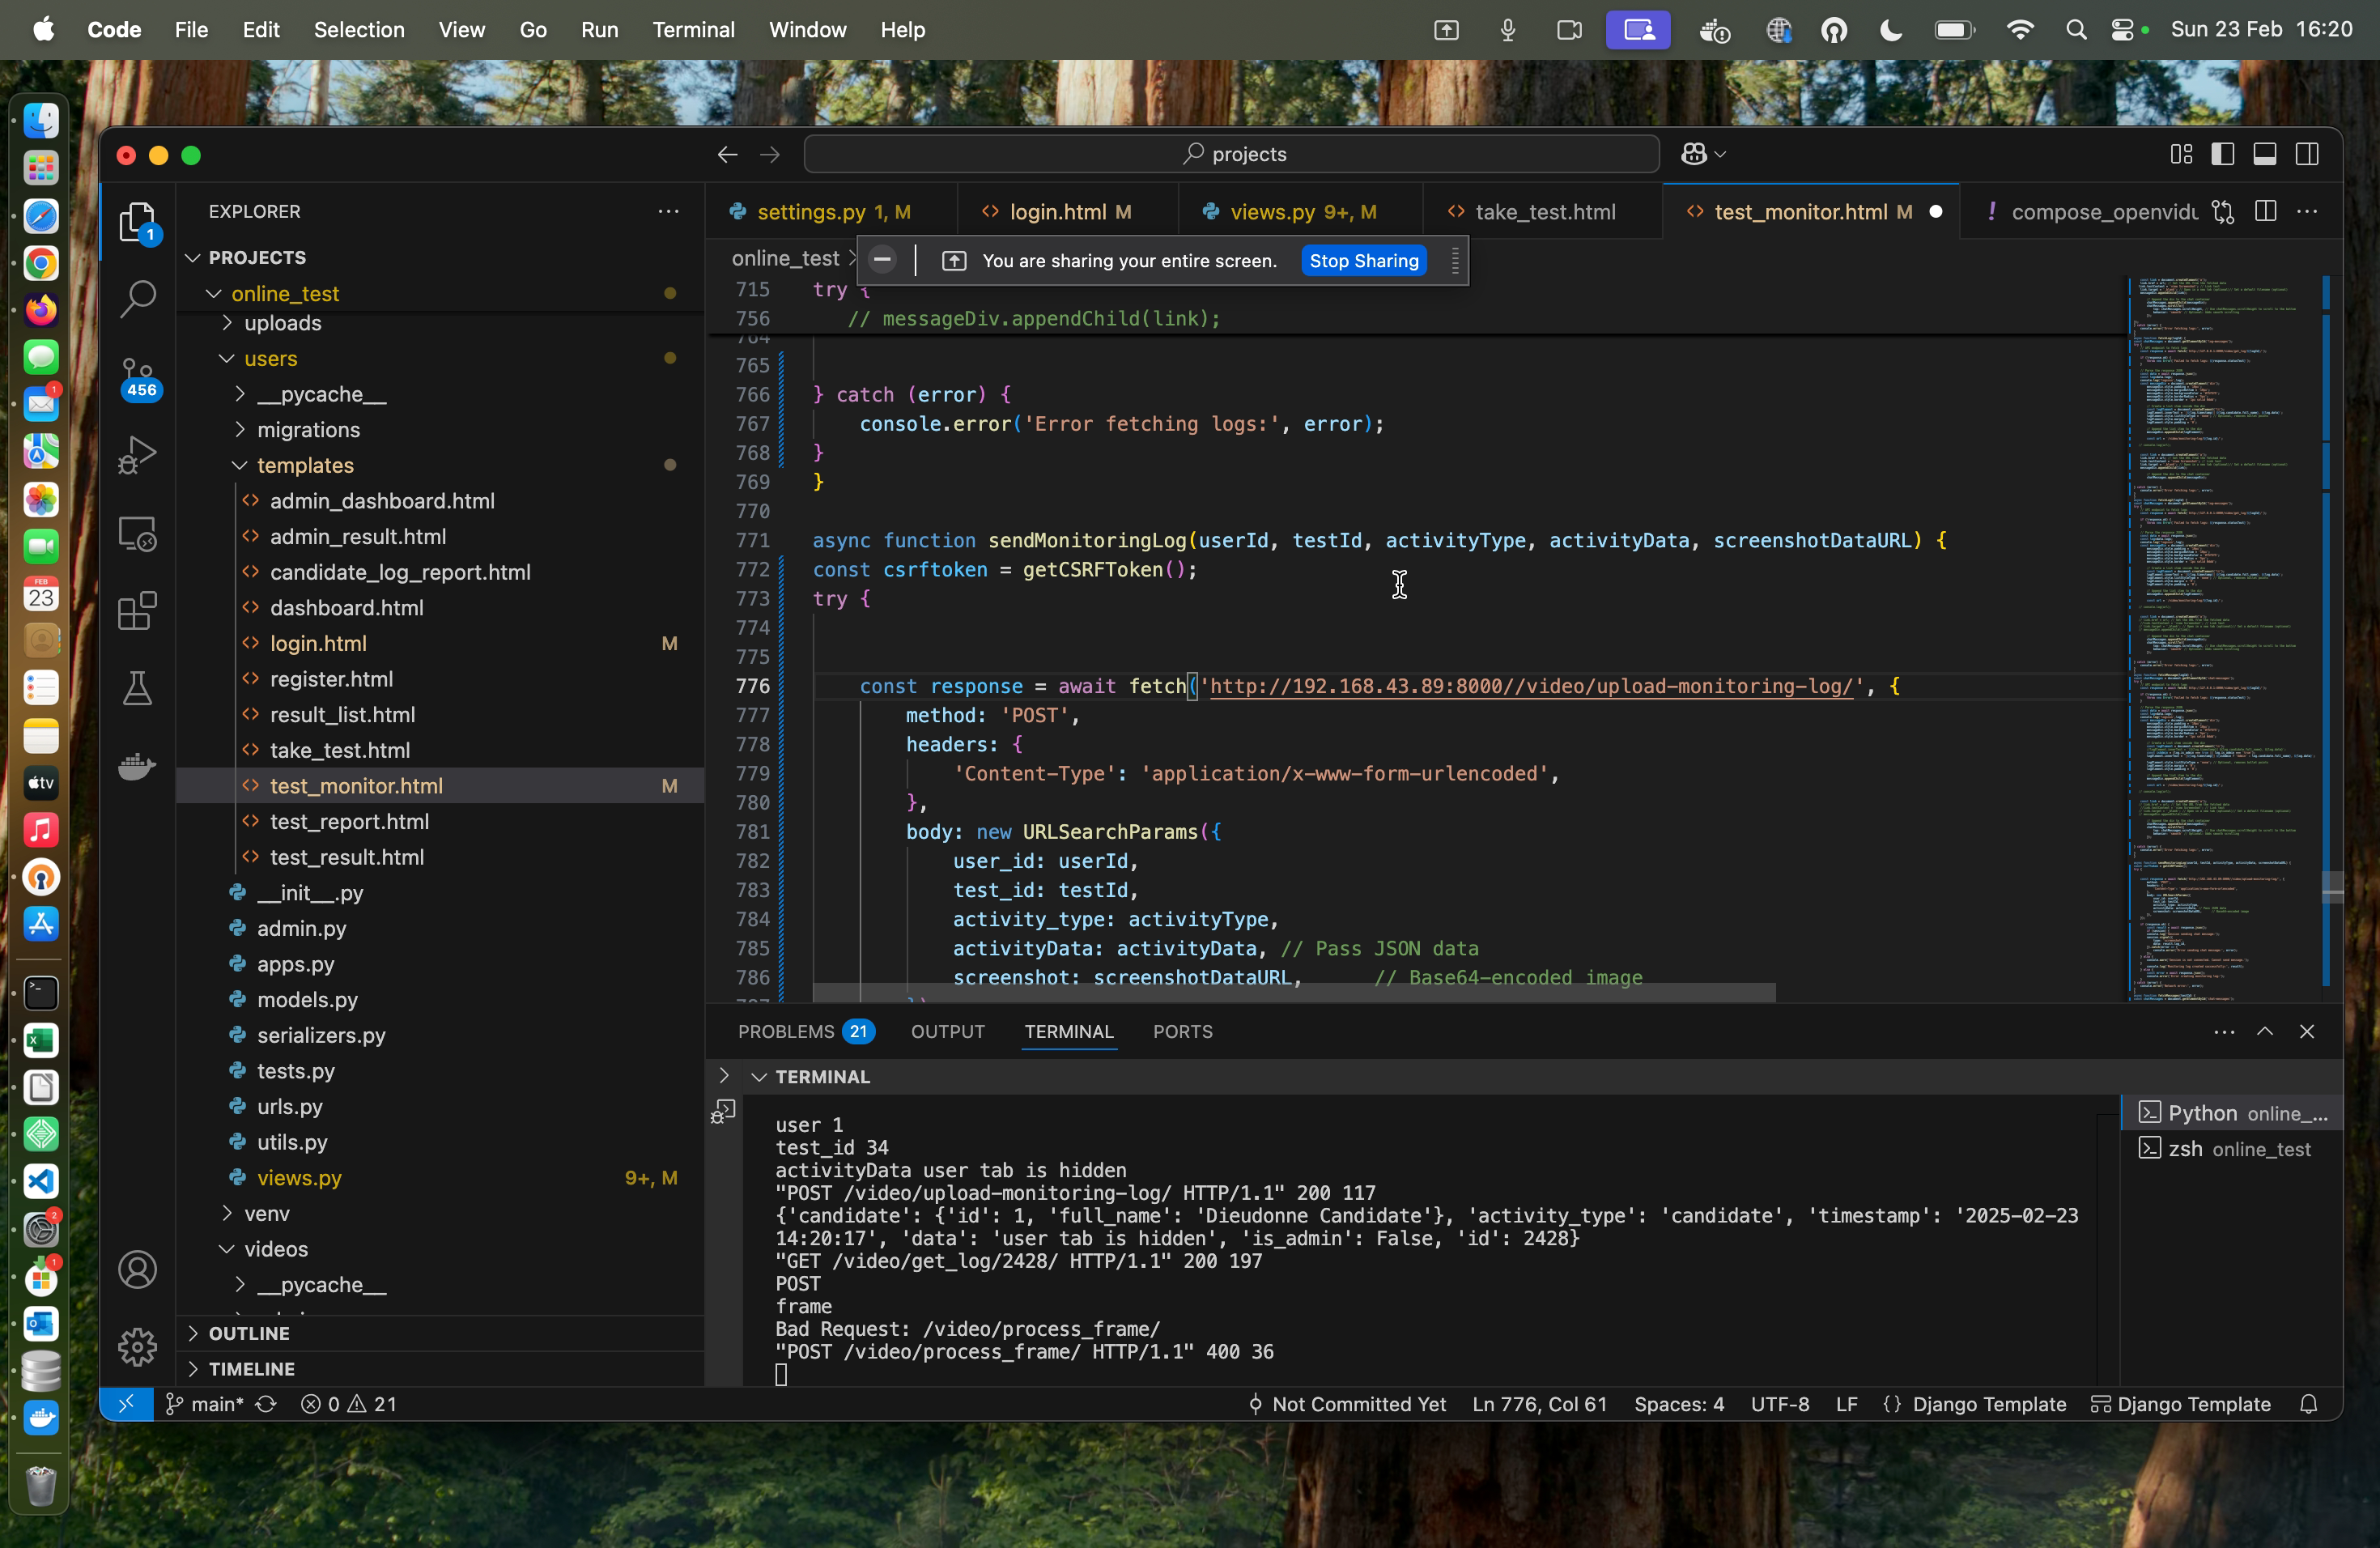 Code File Edit Selection View Go Run Terminal Window Help Sun 23 Feb 16:20
projects
EXPLORER
settings.py 1, M
login.html M
views.py 9+, M
take_test.html
test_monitor.html M
compose_openvidu
PROJECTS
online_test
uploads
users
__pycache__
migrations
templates
admin_dashboard.html
admin_result.html
candidate_log_report.html
dashboard.html
login.html M
register.html
result_list.html
take_test.html
test_monitor.html M
test_report.html
test_result.html
__init__.py
admin.py
apps.py
models.py
serializers.py
tests.py
urls.py
utils.py
views.py 9+, M
venv
videos
__pycache__
OUTLINE
TIMELINE
1
456
online_test
You are sharing your entire screen. Stop Sharing
715 try {
756 // messageDiv.appendChild(link);
764
765
766 } catch (error) {
767 console.error('Error fetching logs:', error);
768 }
769 }
770
771 async function sendMonitoringLog(userId, testId, activityType, activityData, screenshotDataURL) {
772 const csrftoken = getCSRFToken();
773 try {
774
775
776 const response = await fetch('http://192.168.43.89:8000//video/upload-monitoring-log/', {
777 method: 'POST',
778 headers: {
779 'Content-Type': 'application/x-www-form-urlencoded',
780 },
781 body: new URLSearchParams({
782 user_id: userId,
783 test_id: testId,
784 activity_type: activityType,
785 activityData: activityData, // Pass JSON data
786 screenshot: screenshotDataURL, // Base64-encoded image
787 })
PROBLEMS 21 OUTPUT TERMINAL PORTS
TERMINAL
user 1
test_id 34
activityData user tab is hidden
"POST /video/upload-monitoring-log/ HTTP/1.1" 200 117
{'candidate': {'id': 1, 'full_name': 'Dieudonne Candidate'}, 'activity_type': 'candidate', 'timestamp': '2025-02-23
14:20:17', 'data': 'user tab is hidden', 'is_admin': False, 'id': 2428}
"GET /video/get_log/2428/ HTTP/1.1" 200 197
POST
frame
Bad Request: /video/process_frame/
"POST /video/process_frame/ HTTP/1.1" 400 36
Python online_...
zsh online_test
main* 0 21 Not Committed Yet Ln 776, Col 61 Spaces: 4 UTF-8 LF {} Django Template Django Template
FEB
23
tv
1
2
1